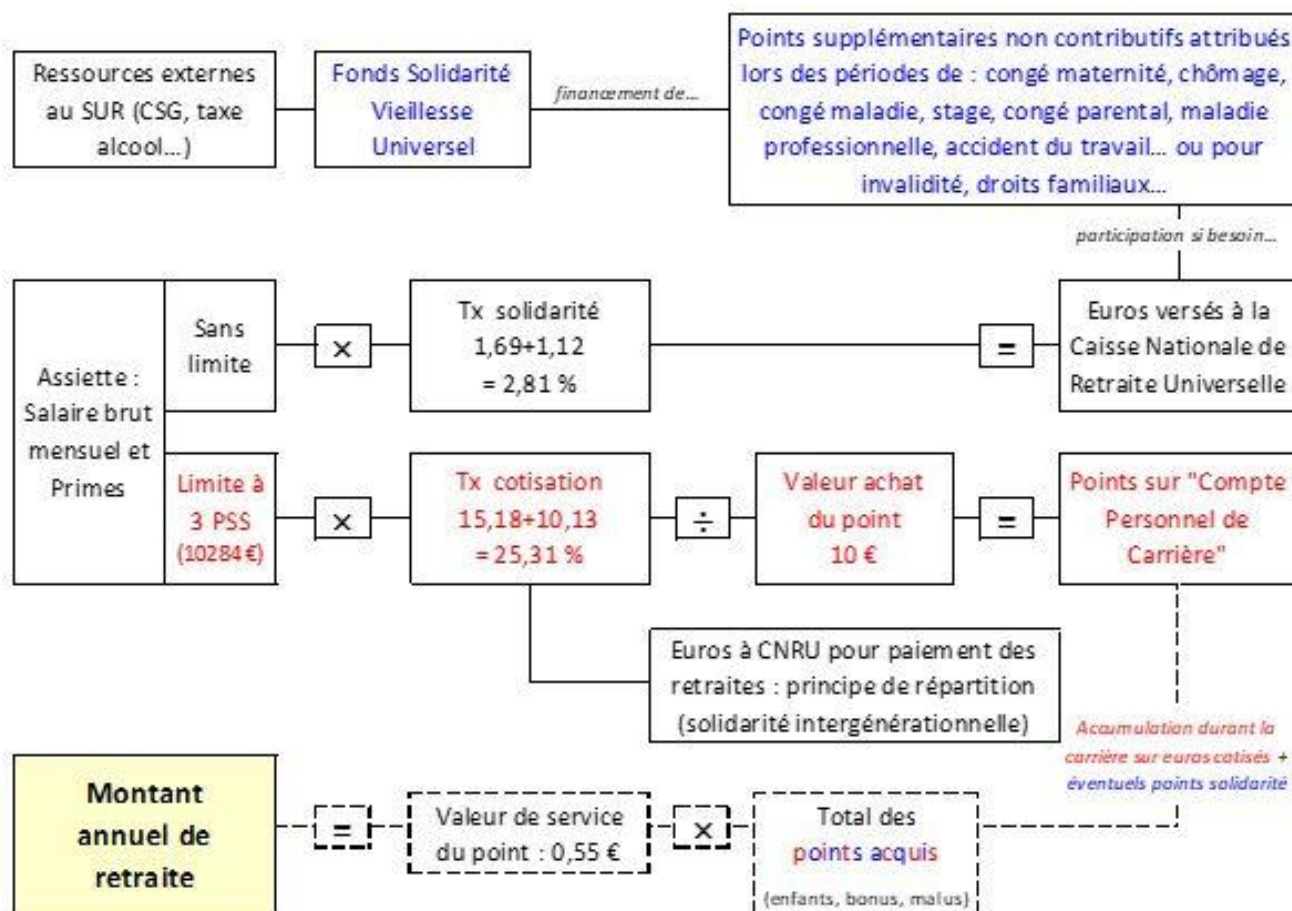 Ressources externes
au SUR (CSG, taxe
alcool...)
Fonds Solidarité
Vieillesse
Universel
financement de...
Points supplémentaires non contributifs attribués
lors des périodes de : congé maternité, chômage,
congé maladie, stage, congé parental, maladie
professionnelle, accident du travail... ou pour
invalidité, droits familiaux...
participation si besoin...
Assiette :
Salaire brut
mensuel et
Primes
Sans
limite
×
Tx solidarité
1,69+1,12
= 2,81 %
=
Euros versés à la
Caisse Nationale de
Retraite Universelle
Limite à
3 PSS
(10284 €)
×
Tx cotisation
15,18+10,13
= 25,31 %
÷
Valeur achat
du point
10 €
=
Points sur "Compte
Personnel de
Carrière"
Euros à CNRU pour paiement des
retraites : principe de répartition
(solidarité intergénérationnelle)
Accumulation durant la
carrière sur euros cotisés +
éventuels points solidarité
Montant
annuel de
retraite
=
Valeur de service
du point : 0,55 €
×
Total des
points acquis
(enfants, bonus, malus)